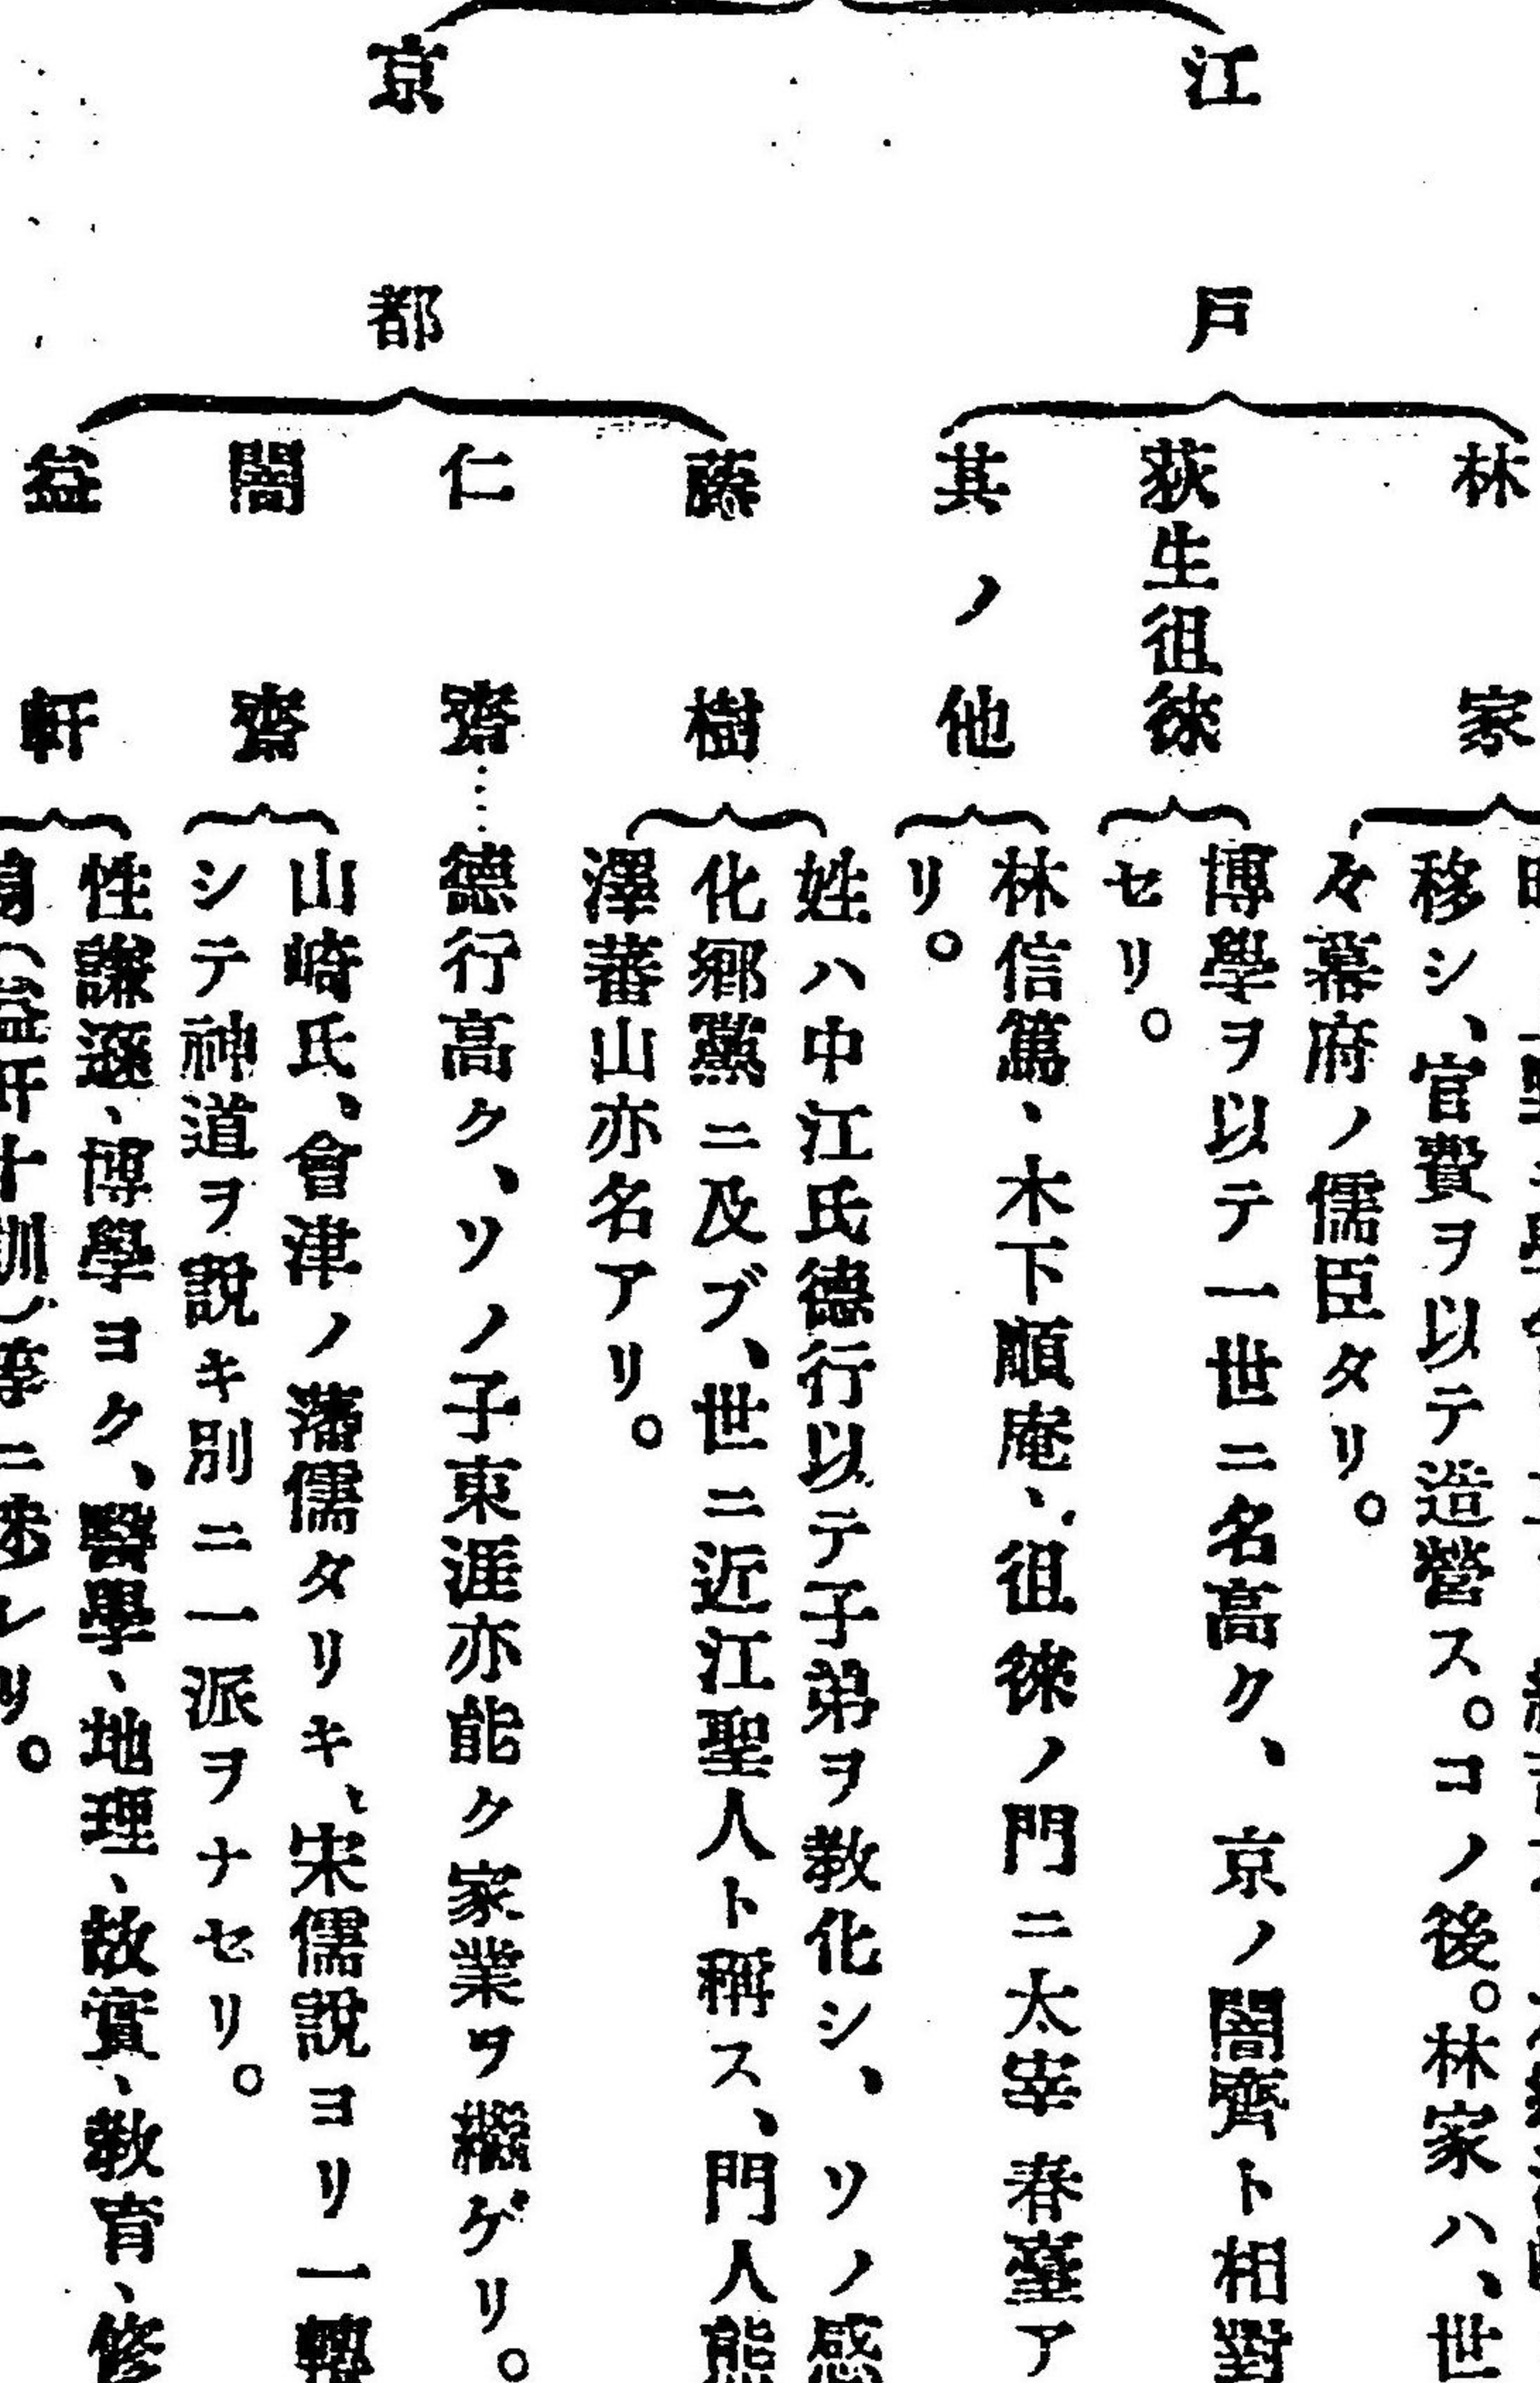 江戸
林家
移シ、官費ヲ以テ造營ス。コノ後。林家ハ、世
々幕府ノ儒臣タリ。
荻生徂徠
博學ヲ以テ一世ニ名高ク、京ノ闇齊ト相對
セリ。
其ノ他
林信篤、木下順庵、徂徠ノ門ニ太宰春臺ア
リ。
京都
藤樹
姓ハ中江氏德行以テ子弟ヲ敎化シ、ソノ感
化鄕黨ニ及ブ、世ニ近江聖人ト稱ス、門人熊
澤蕃山亦名アリ。
仁齋……德行高ク、ソノ子東涯亦能ク家業ヲ繼ゲリ。
闇齋
山崎氏、會津ノ藩儒タリキ、宋儒説ヨリ一轉
シテ神道ヲ説キ別ニ一派ヲナセリ。
益軒
性謙遜、博學ヨク、醫學、地理、故實、敎育、修